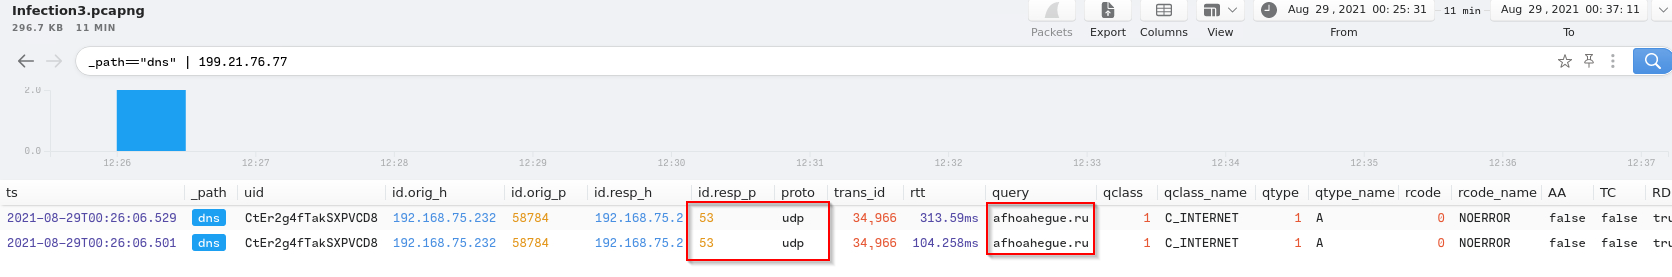 Infection3.pcapng
296.7 KB 11 MIN
Packets Export Columns View
Aug 29 , 2021 00: 25: 31 11 min Aug 29 , 2021 00: 37: 11
From To
_path=="dns" | 199.21.76.77
2.0
0.0
12:26 12:27 12:28 12:29 12:30 12:31 12:32 12:33 12:34 12:35 12:36 12:37
ts _path uid id.orig_h id.orig_p id.resp_h id.resp_p proto trans_id rtt query qclass qclass_name qtype qtype_name rcode rcode_name AA TC RD
2021-08-29T00:26:06.529 dns CtEr2g4fTakSXPVCD8 192.168.75.232 58784 192.168.75.2 53 udp 34,966 313.59ms afhoahegue.ru 1 C_INTERNET 1 A 0 NOERROR false false tru
2021-08-29T00:26:06.501 dns CtEr2g4fTakSXPVCD8 192.168.75.232 58784 192.168.75.2 53 udp 34,966 104.258ms afhoahegue.ru 1 C_INTERNET 1 A 0 NOERROR false false tru